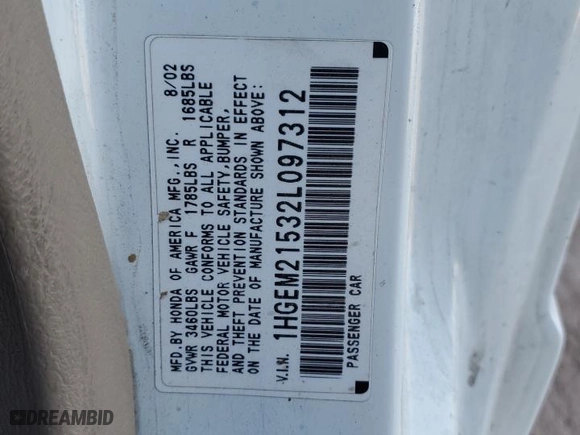 MFD.BY HONDA OF AMERICA MFG.,INC. 8/02
GVWR 3460LBS GAWR F 1785LBS R 1685LBS
THIS VEHICLE CONFORMS TO ALL APPLICABLE
FEDERAL MOTOR VEHICLE SAFETY,BUMPER,
AND THEFT PREVENTION STANDARDS IN EFFECT
ON THE DATE OF MANUFACTURE SHOWN ABOVE:
V.I.N. 1HGEM21532L097312
PASSENGER CAR
DREAMBID